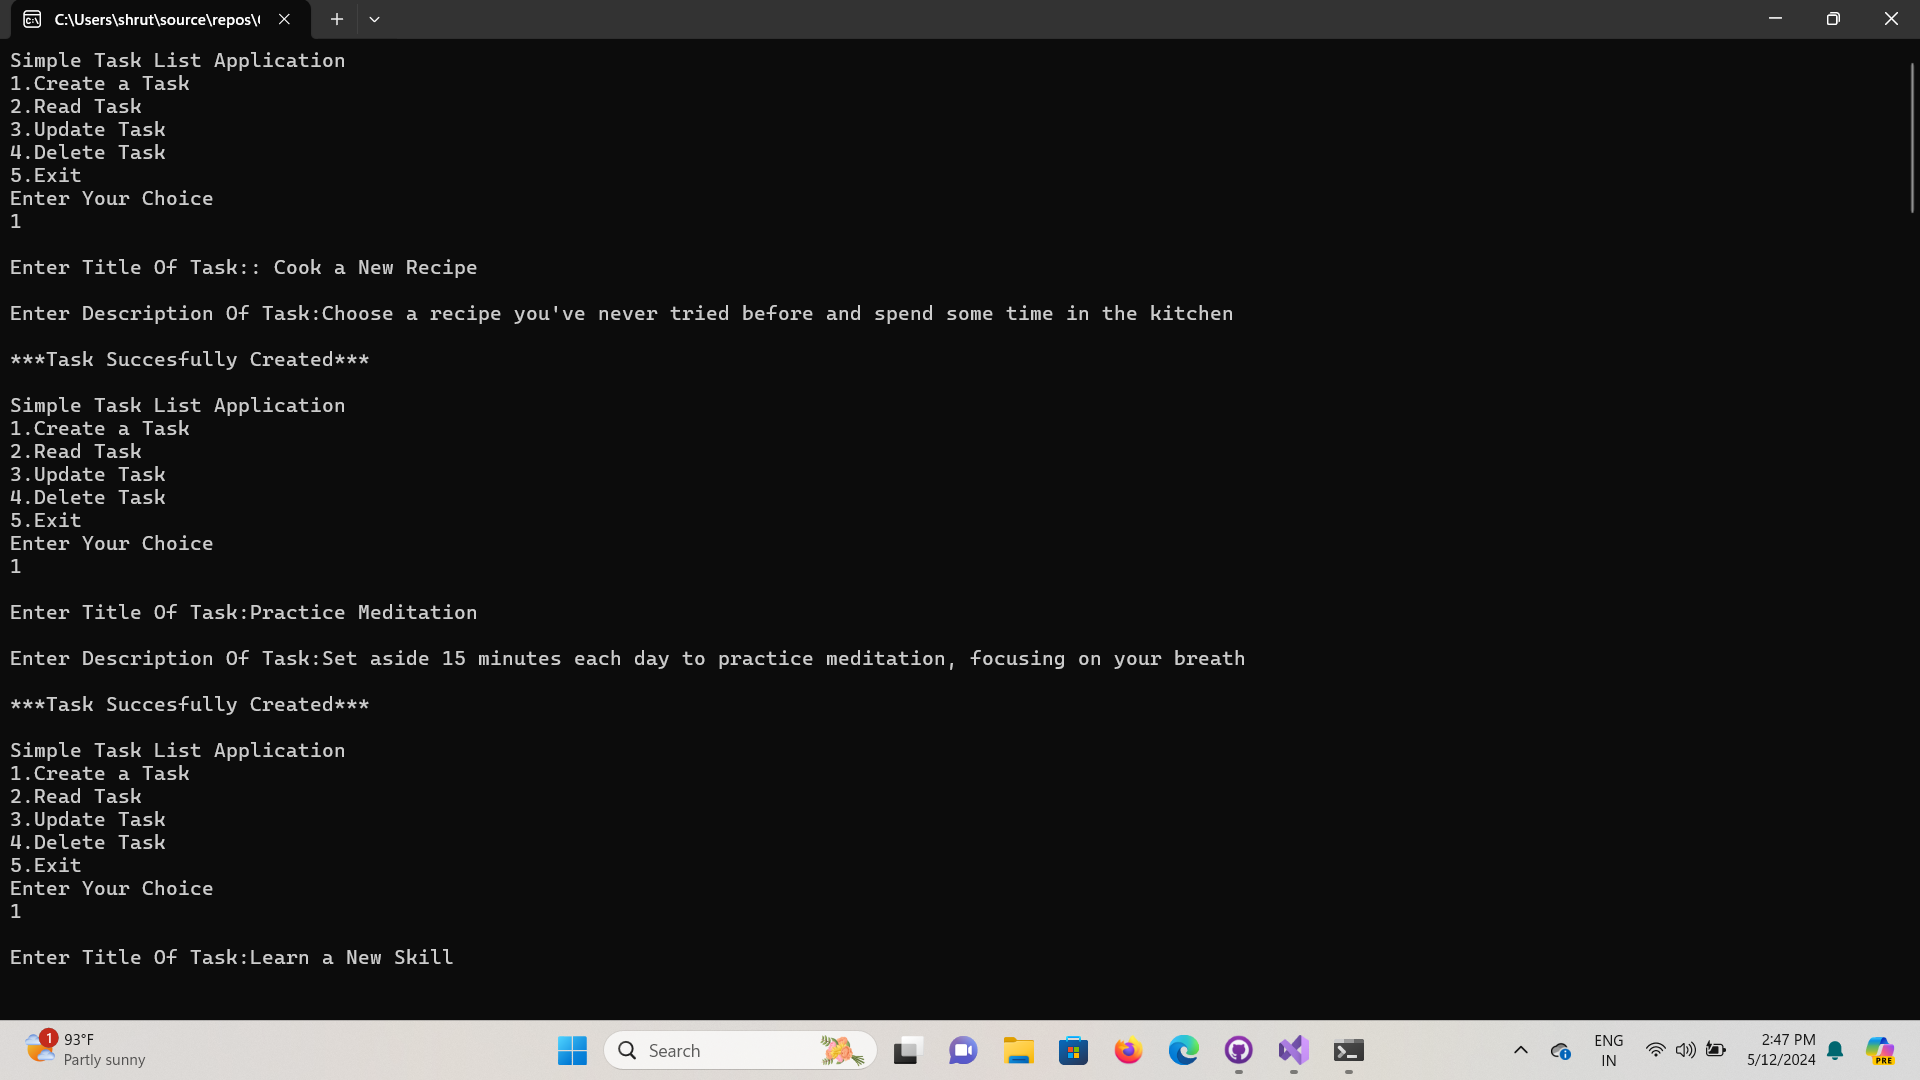 C:\Users\shrut\source\repos\
Simple Task List Application
1.Create a Task
2.Read Task
3.Update Task
4.Delete Task
5.Exit
Enter Your Choice
1
Enter Title Of Task:: Cook a New Recipe
Enter Description Of Task:Choose a recipe you've never tried before and spend some time in the kitchen
***Task Succesfully Created***
Simple Task List Application
1.Create a Task
2.Read Task
3.Update Task
4.Delete Task
5.Exit
Enter Your Choice
1
Enter Title Of Task:Practice Meditation
Enter Description Of Task:Set aside 15 minutes each day to practice meditation, focusing on your breath
***Task Succesfully Created***
Simple Task List Application
1.Create a Task
2.Read Task
3.Update Task
4.Delete Task
5.Exit
Enter Your Choice
1
Enter Title Of Task:Learn a New Skill
1
93°F
Partly sunny
Search
ENG
IN
2:47 PM
5/12/2024
PRE